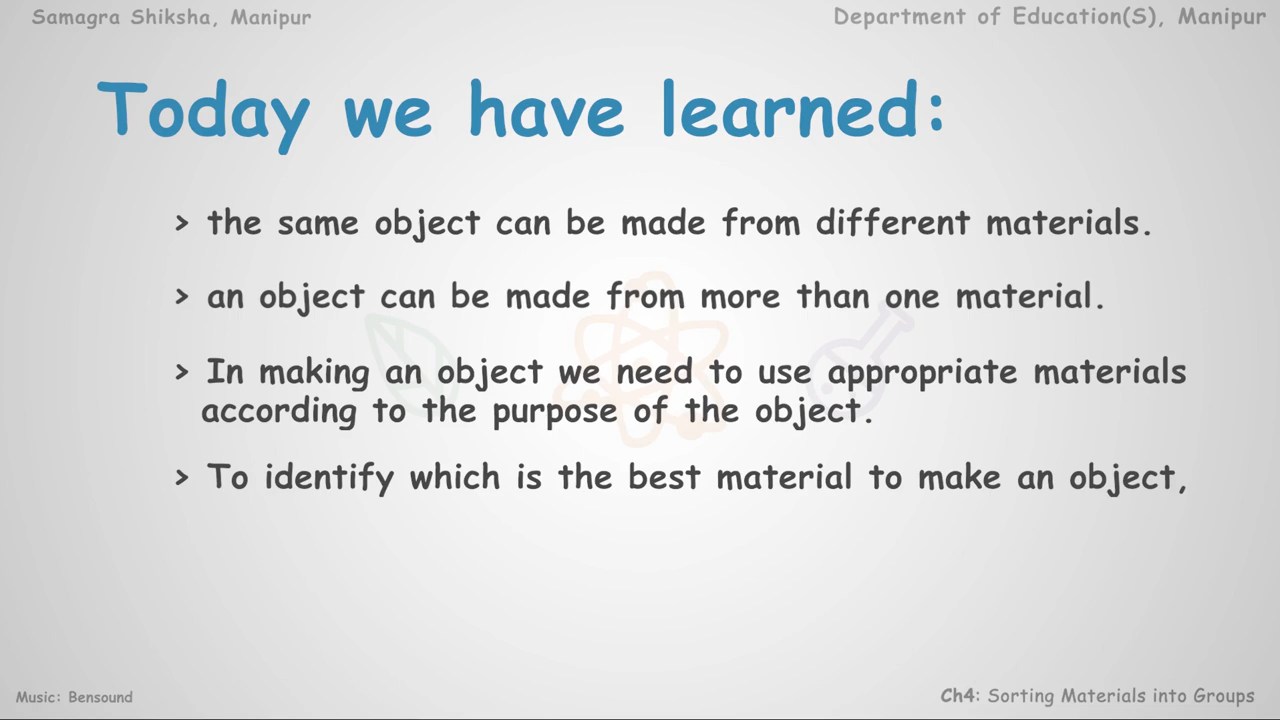 Samagra Shiksha, Manipur
Department of Education(S), Manipur
Today we have learned:
> the same object can be made from different materials.
> an object can be made from more than one material.
> In making an object we need to use appropriate materials
according to the purpose of the object.
> To identify which is the best material to make an object,
Music: Bensound
Ch4: Sorting Materials into Groups